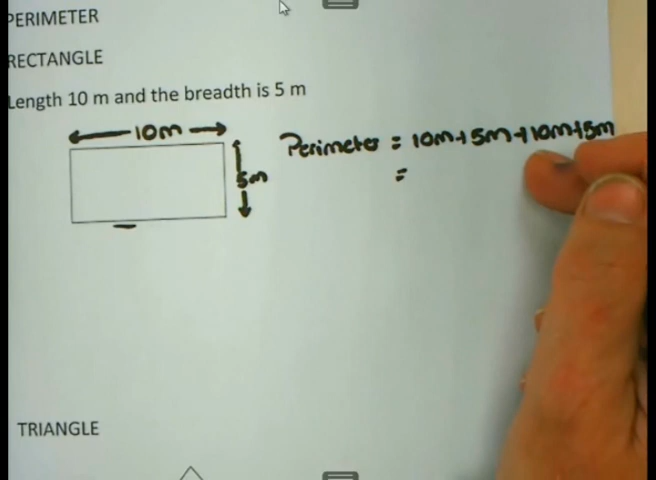 PERIMETER
RECTANGLE
Length 10 m and the breadth is 5 m
10m
Perimeter = 10m+5m+10m+5m
5m
=
TRIANGLE